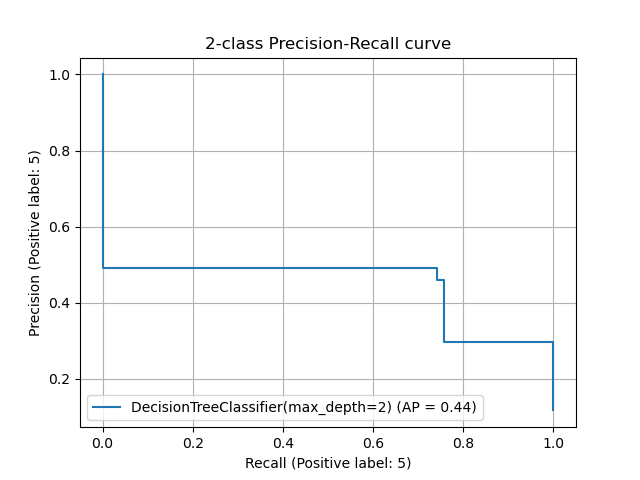 2-class Precision-Recall curve
Precision (Positive label: 5)
1.0
0.8
0.6
0.4
0.2
DecisionTreeClassifier(max_depth=2) (AP = 0.44)
0.0 0.2 0.4 0.6 0.8 1.0
Recall (Positive label: 5)